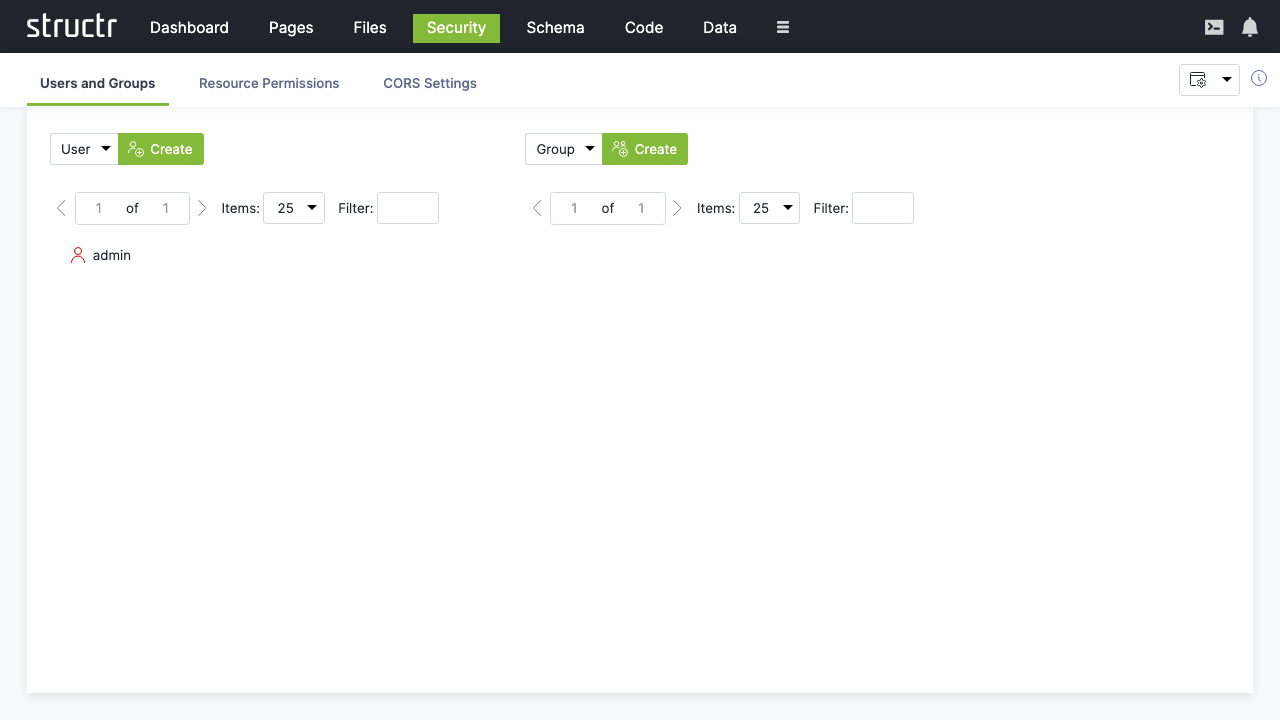 structr Dashboard Pages Files Security Schema Code Data
Users and Groups Resource Permissions CORS Settings
User Create Group Create
1 of 1 Items: 25 Filter: 1 of 1 Items: 25 Filter:
admin